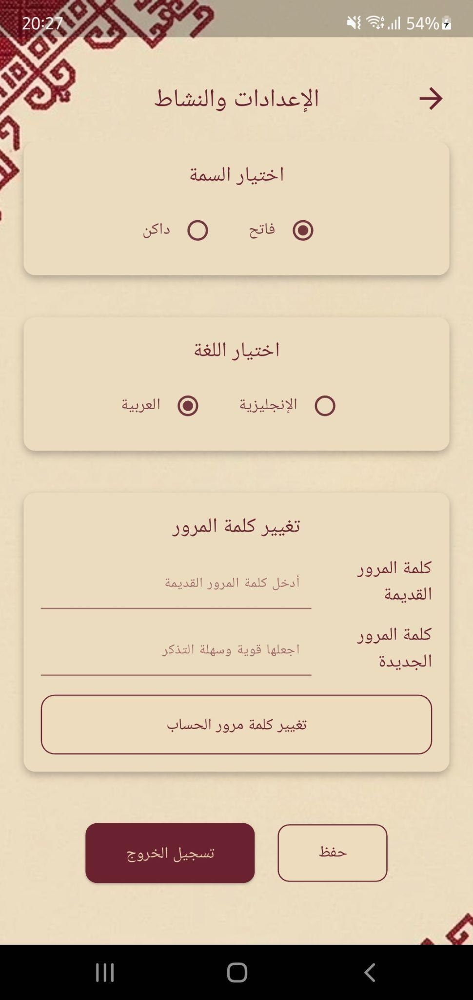 20:27
54%
الإعدادات والنشاط
اختيار السمة
فاتح
داكن
اختيار اللغة
الإنجليزية
العربية
تغيير كلمة المرور
كلمة المرور
القديمة
أدخل كلمة المرور القديمة
كلمة المرور
الجديدة
اجعلها قوية وسهلة التذكر
تغيير كلمة مرور الحساب
حفظ
تسجيل الخروج